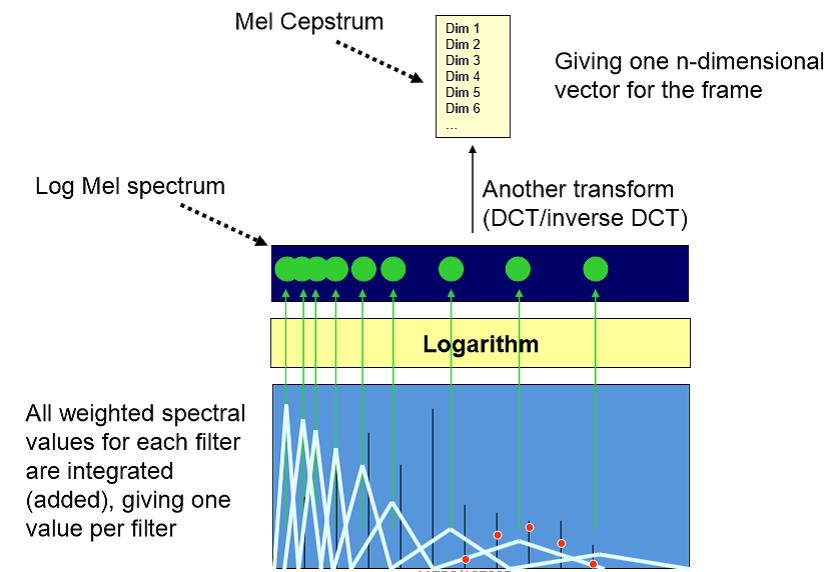 Mel Cepstrum
Dim 1
Dim 2
Dim 3
Dim 4
Dim 5
Dim 6
...
Giving one n-dimensional
vector for the frame
Log Mel spectrum
Another transform
(DCT/inverse DCT)
Logarithm
All weighted spectral
values for each filter
are integrated
(added), giving one
value per filter